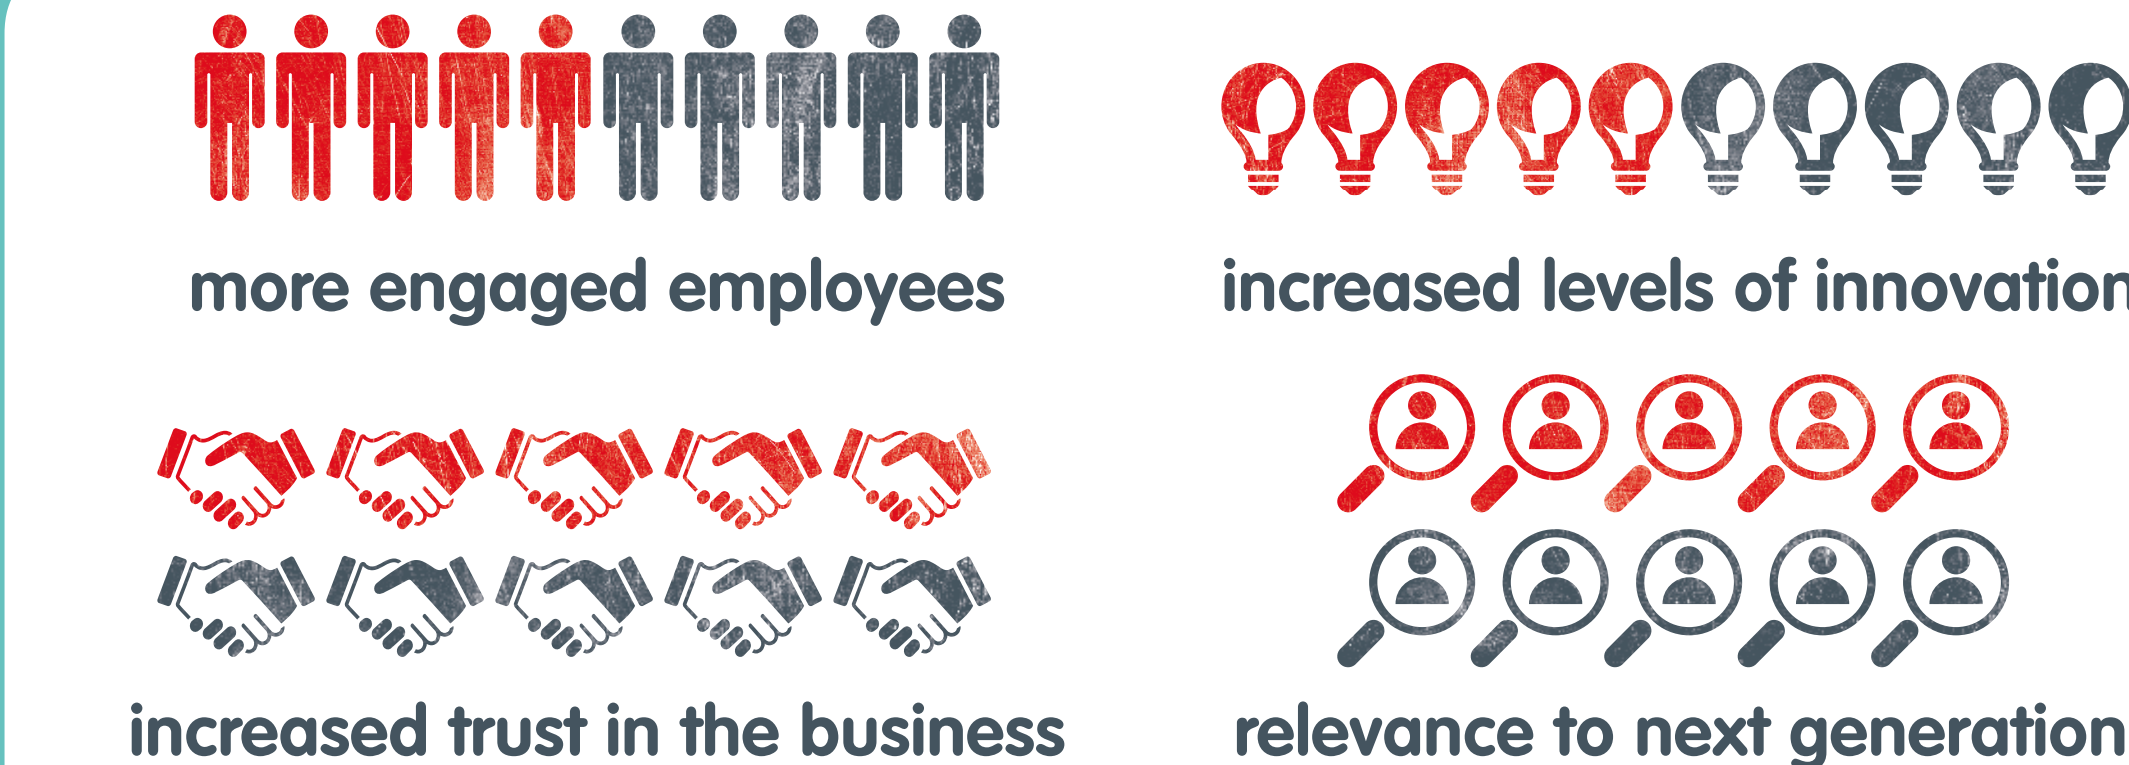 more engaged employees
increased levels of innovation
increased trust in the business
relevance to next generation